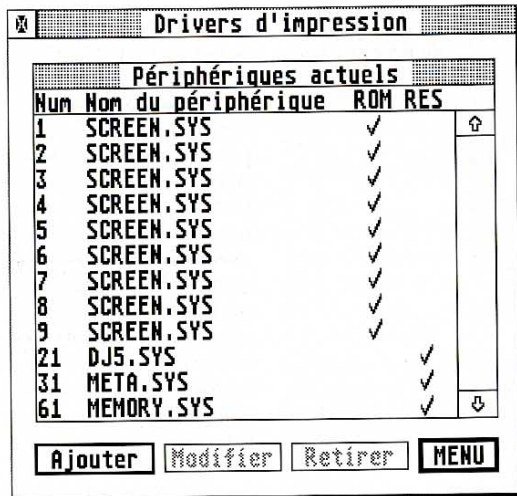 Drivers d'impression
Périphériques actuels
Num Nom du périphérique ROM RES
1 SCREEN.SYS ✓
2 SCREEN.SYS ✓
3 SCREEN.SYS ✓
4 SCREEN.SYS ✓
5 SCREEN.SYS ✓
6 SCREEN.SYS ✓
7 SCREEN.SYS ✓
8 SCREEN.SYS ✓
9 SCREEN.SYS ✓
21 DJ5.SYS ✓
31 META.SYS ✓
61 MEMORY.SYS ✓
Ajouter Modifier Retirer MENU